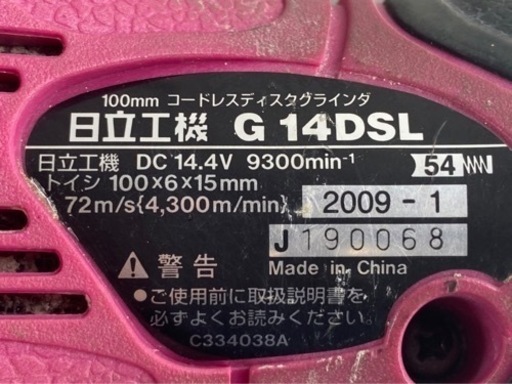 100mm コードレスディスクグラインダ
日立工機 G 14DSL
日立工機 DC 14.4V 9300min-1 54
トイシ 100×6×15mm
72m/s{4,300m/min} 2009 - 1
J 190068
警告 Made in China
●ご使用前に取扱説明書を
必ずよくお読みください。
C334038A